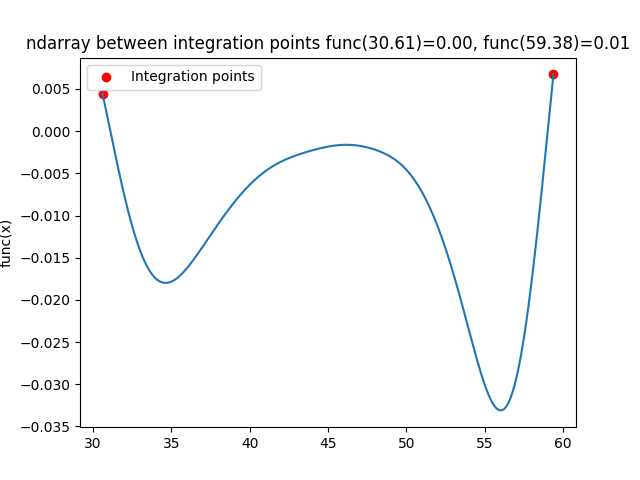 ndarray between integration points func(30.61)=0.00, func(59.38)=0.01
Integration points
0.005
0.000
−0.005
−0.010
−0.015
−0.020
−0.025
−0.030
−0.035
func(x)
30 35 40 45 50 55 60